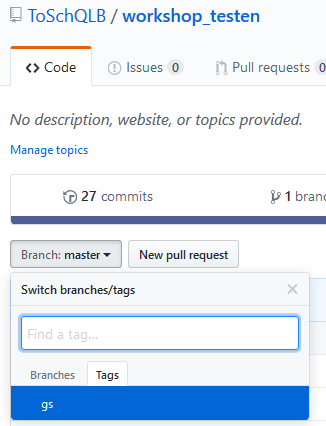 ToSchQLB / workshop_testen
Code Issues 0 Pull requests 0
No description, website, or topics provided.
Manage topics
27 commits 1 bran
Branch: master New pull request
Switch branches/tags
Find a tag...
Branches Tags
gs